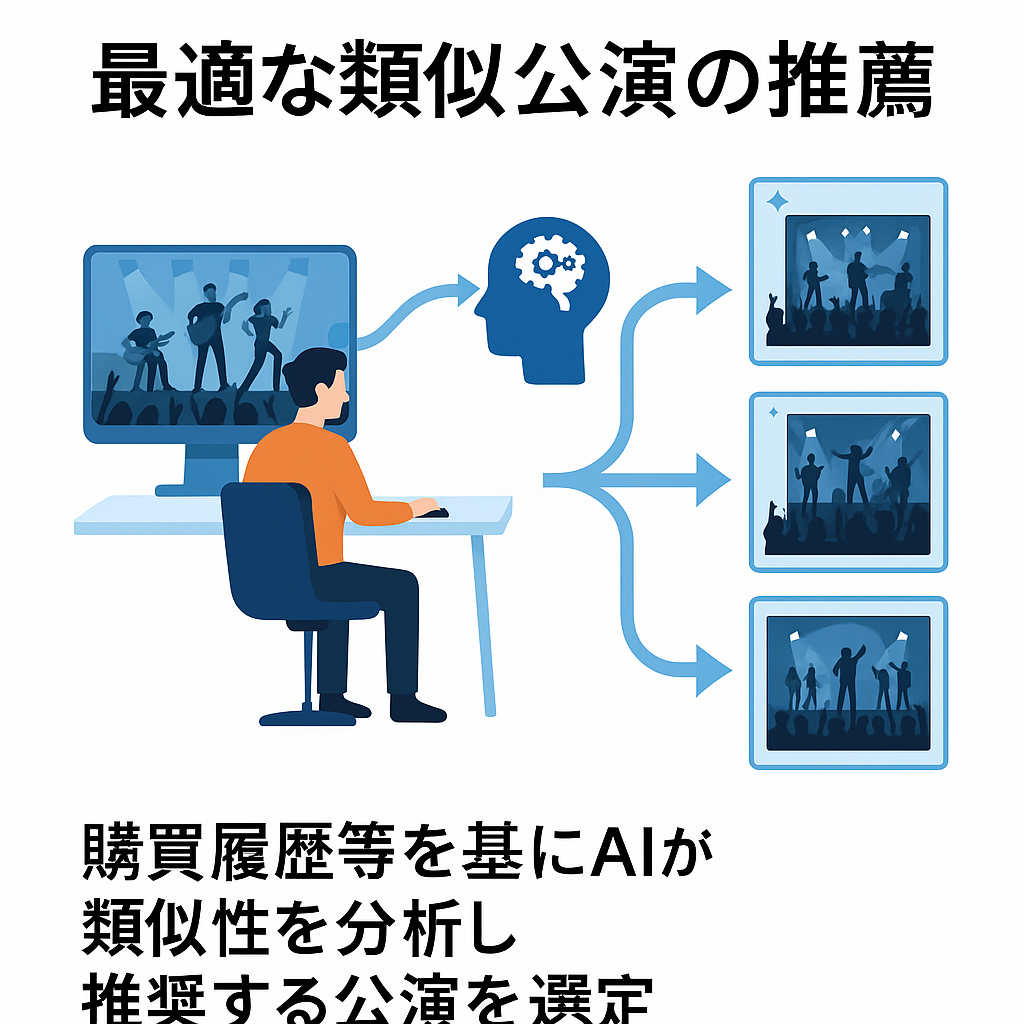 最適な類似公演の推薦
購買履歴等を基にAIが
類似性を分析し
推奨する公演を選定